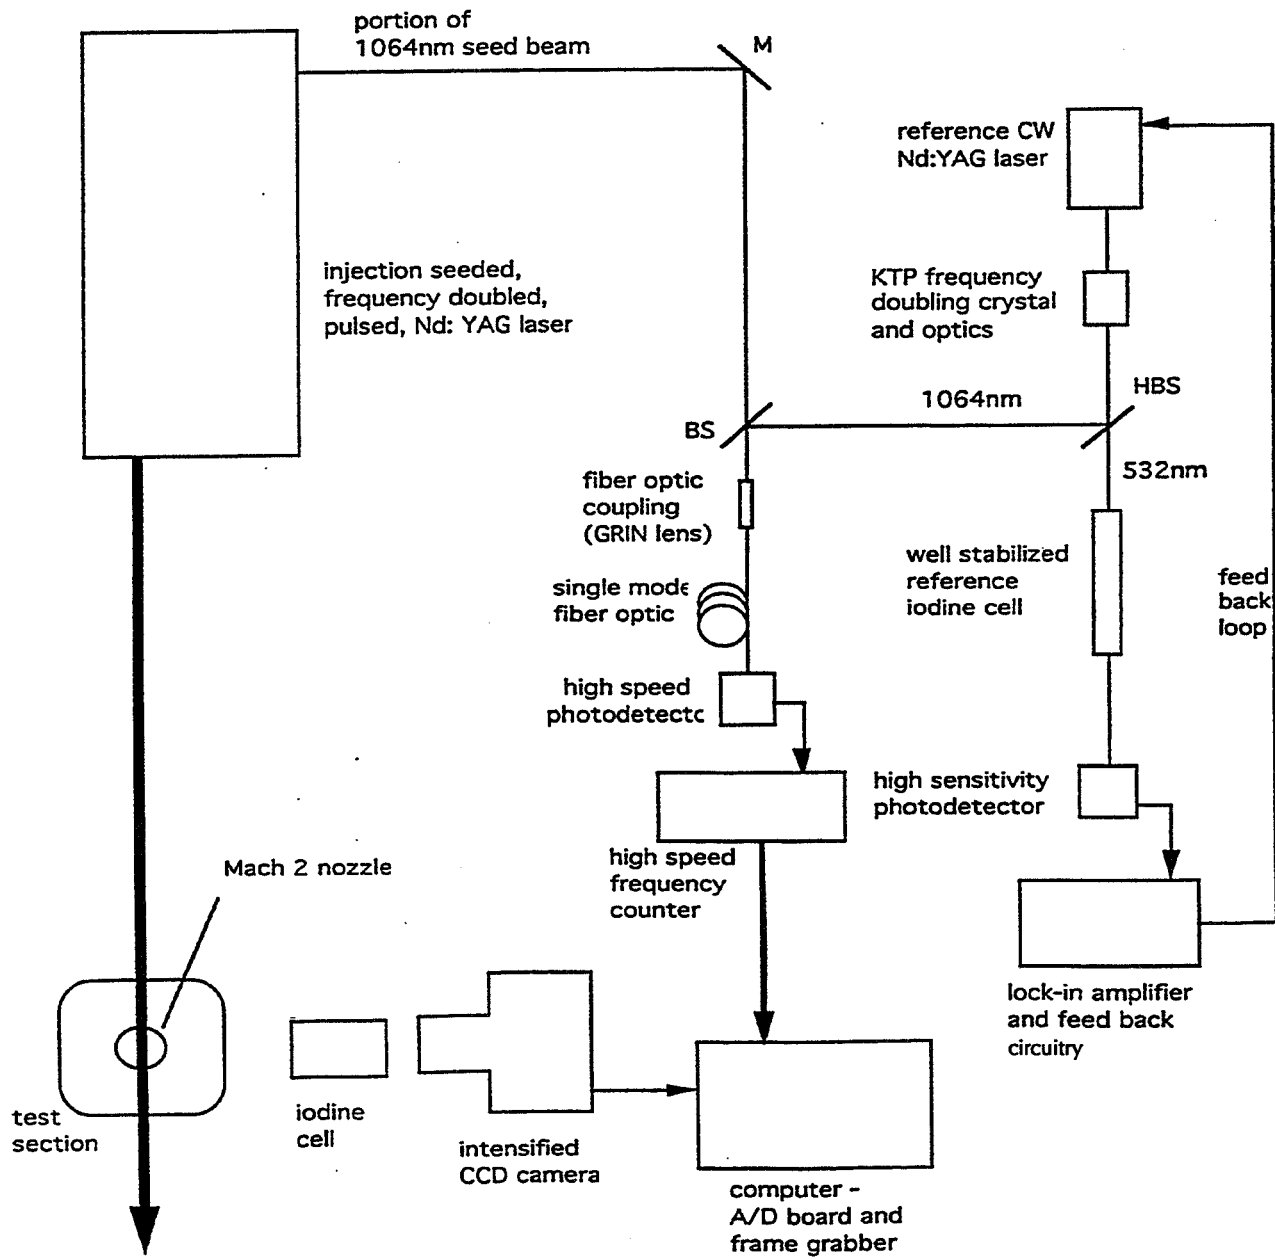 portion of
1064nm seed beam
M
reference CW
Nd:YAG laser
injection seeded,
frequency doubled,
pulsed, Nd: YAG laser
KTP frequency
doubling crystal
and optics
HBS
1064nm
BS
532nm
fiber optic
coupling
(GRIN lens)
well stabilized
reference
iodine cell
feed
back
loop
single mode
fiber optic
high speed
photodetectc
high sensitivity
photodetector
Mach 2 nozzle
high speed
frequency
counter
lock-in amplifier
and feed back
circuitry
test
section
iodine
cell
intensified
CCD camera
computer -
A/D board and
frame grabber